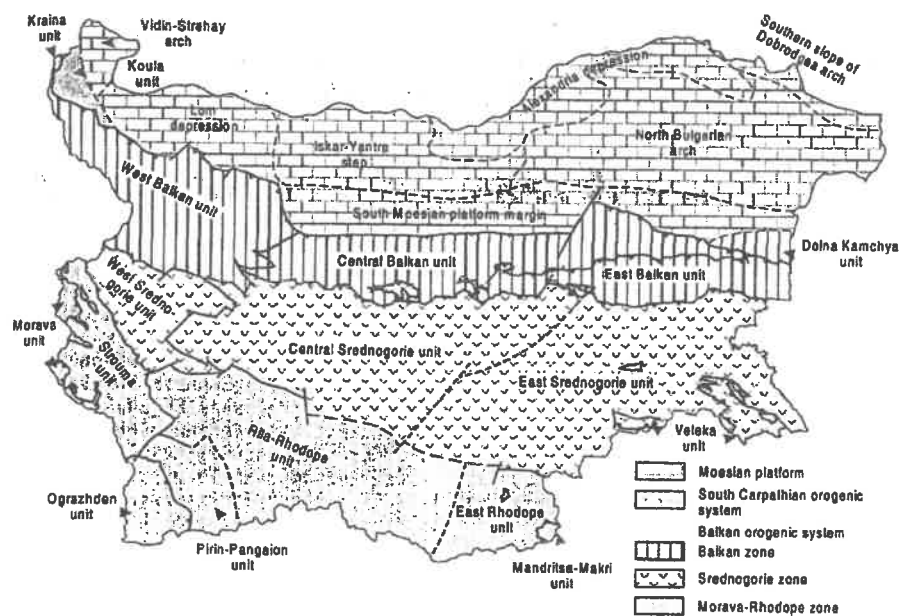 Kraina
unit
Vidin-Strehay
arch
Koula
unit
Southern slope of
Dobrodgea arch
Alexandria depression
Lom
depression
Iskar-Yantra
step
North Bulgarian
arch
West Balkan unit
South Moesian platform margin
Dolna Kamchya
unit
Central Balkan unit
East Balkan unit
West Sredno-
gorie unit
Morava
unit
Strouma
unit
Central Srednogorie unit
East Srednogorie unit
Veleka
unit
Rila-Rhodope
unit
Ograzhden
unit
East Rhodope
unit
Pirin-Pangaion
unit
Mandritsa-Makri
unit
Moesian platform
South Carpathian orogenic
system
Balkan orogenic system
Balkan zone
Srednogorie zone
Morava-Rhodope zone